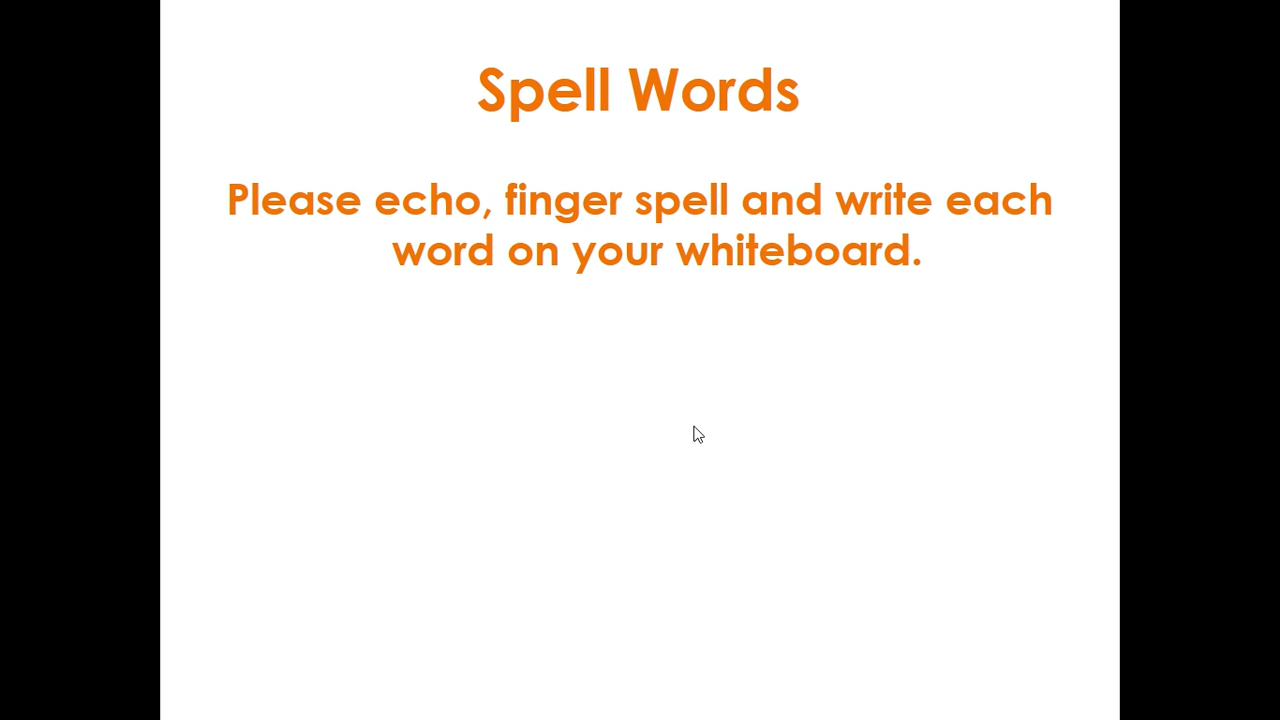 Spell Words
Please echo, finger spell and write each
word on your whiteboard.